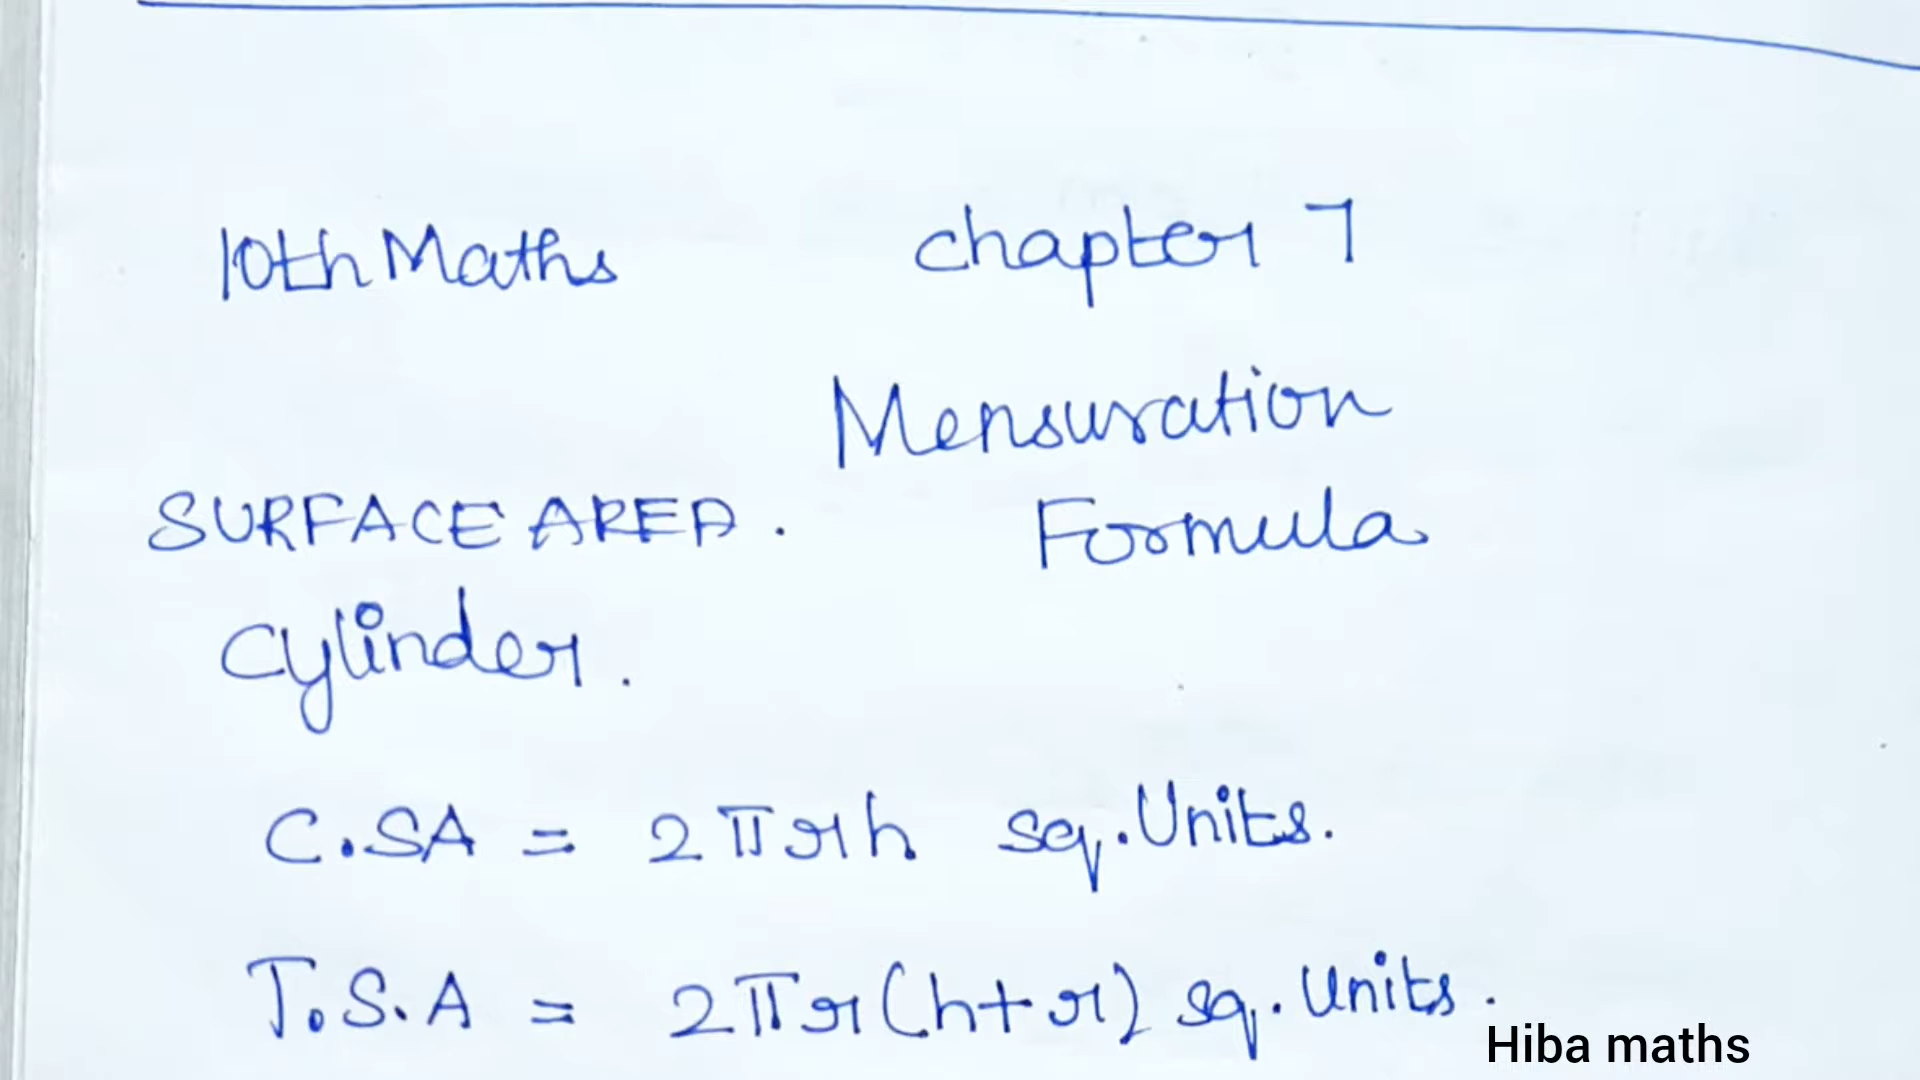 10th Maths chapter 7
Mensuration
SURFACE AREA. Formula
Cylinder.
C.SA = 2πrh sq.Units.
T.S.A = 2πr(h+r) sq.Units.
Hiba maths